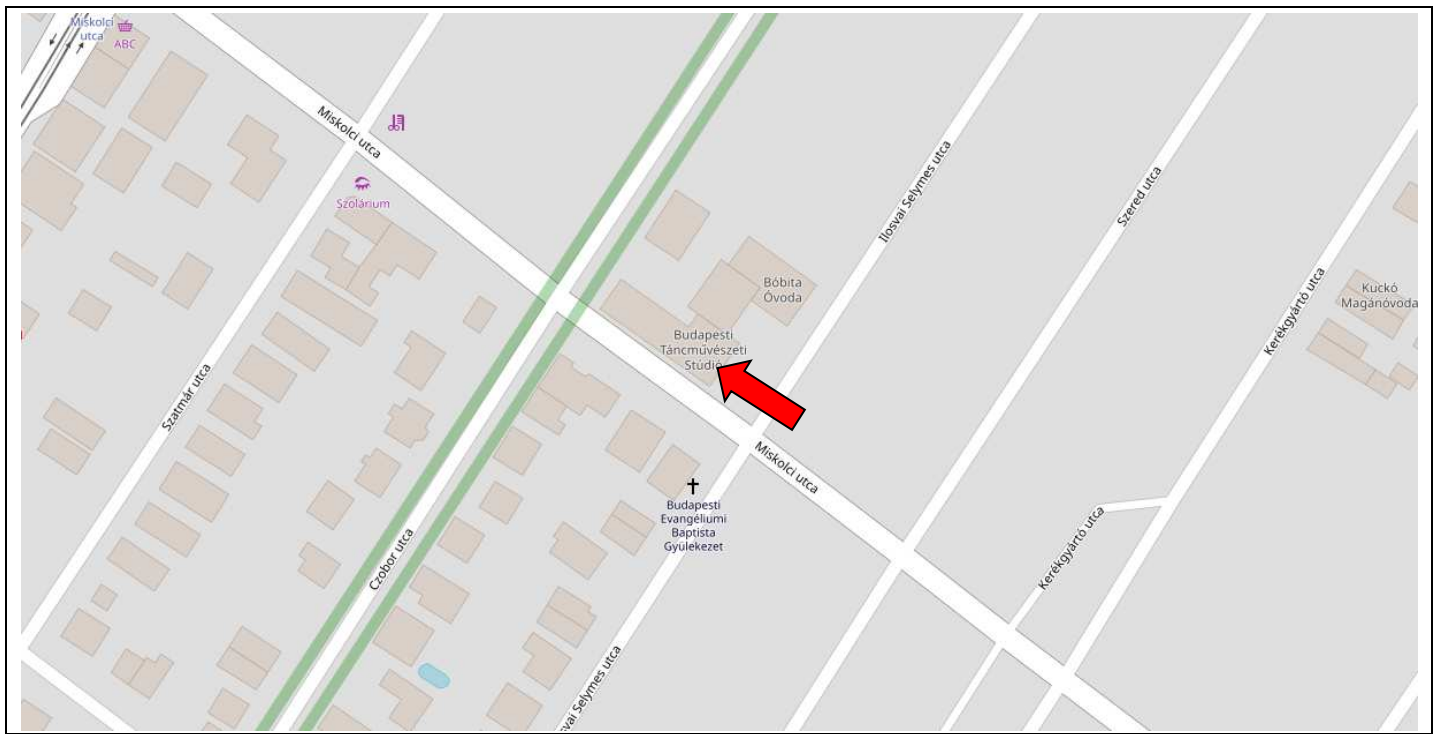 Miskolci
utca
ABC
Miskolci utca
Szolárium
Ilosvai Selymes utca
Szered utca
Bóbita
Óvoda
Kerékgyártó utca
Kuckó
Magánóvoda
Budapesti
Táncművészeti
Stúdió
Szatmár utca
Miskolci utca
Budapesti
Evangéliumi
Baptista
Gyülekezet
Kerékgyártó utca
Czobor utca
svai Selymes utca